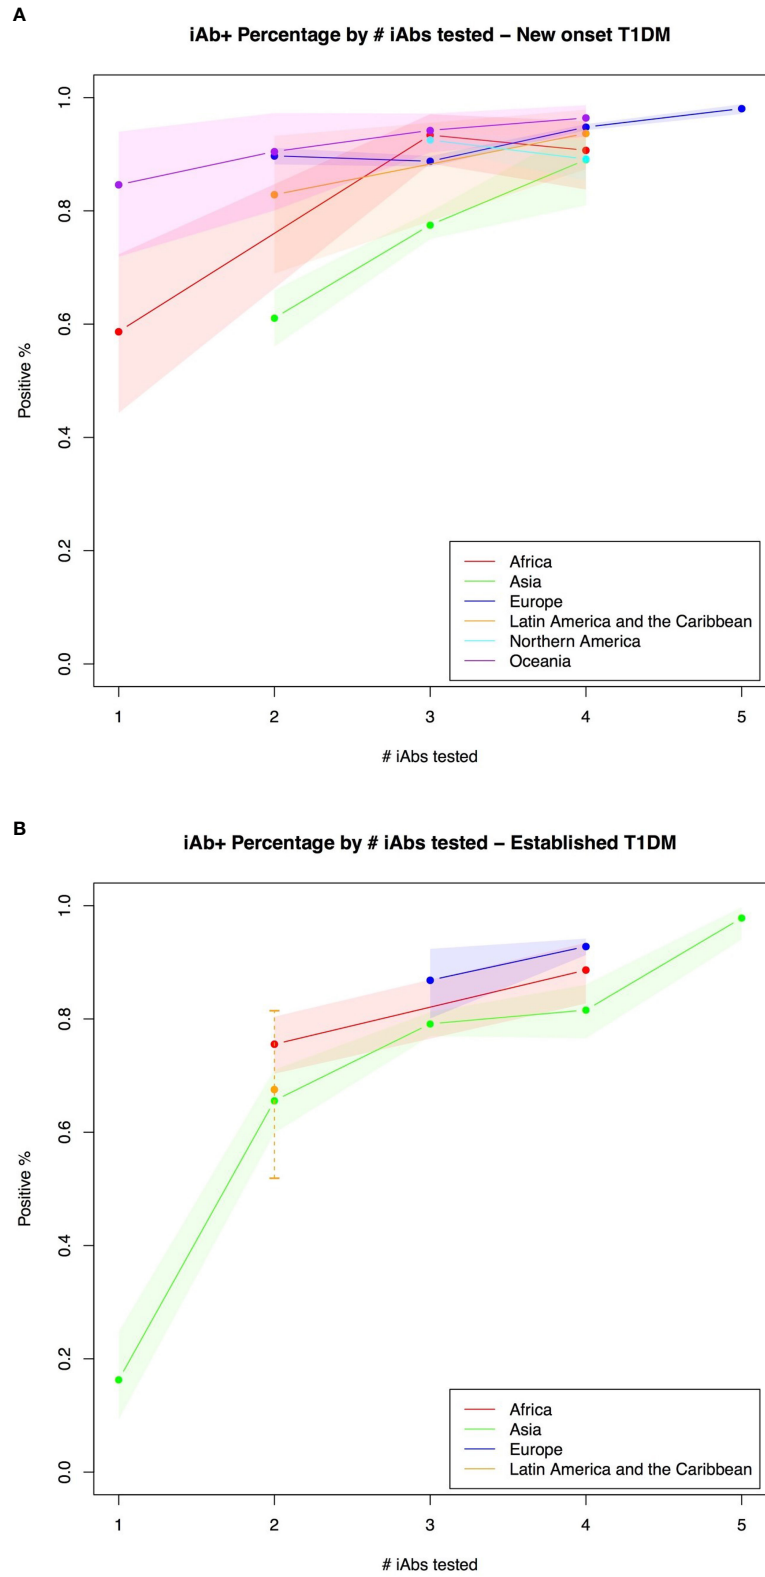 A
iAb+ Percentage by # iAbs tested – New onset T1DM
Positive %
1.0
0.8
0.6
0.4
0.2
0.0
Africa
Asia
Europe
Latin America and the Caribbean
Northern America
Oceania
1 2 3 4 5
# iAbs tested
B
iAb+ Percentage by # iAbs tested – Established T1DM
Positive %
1.0
0.8
0.6
0.4
0.2
0.0
Africa
Asia
Europe
Latin America and the Caribbean
1 2 3 4 5
# iAbs tested